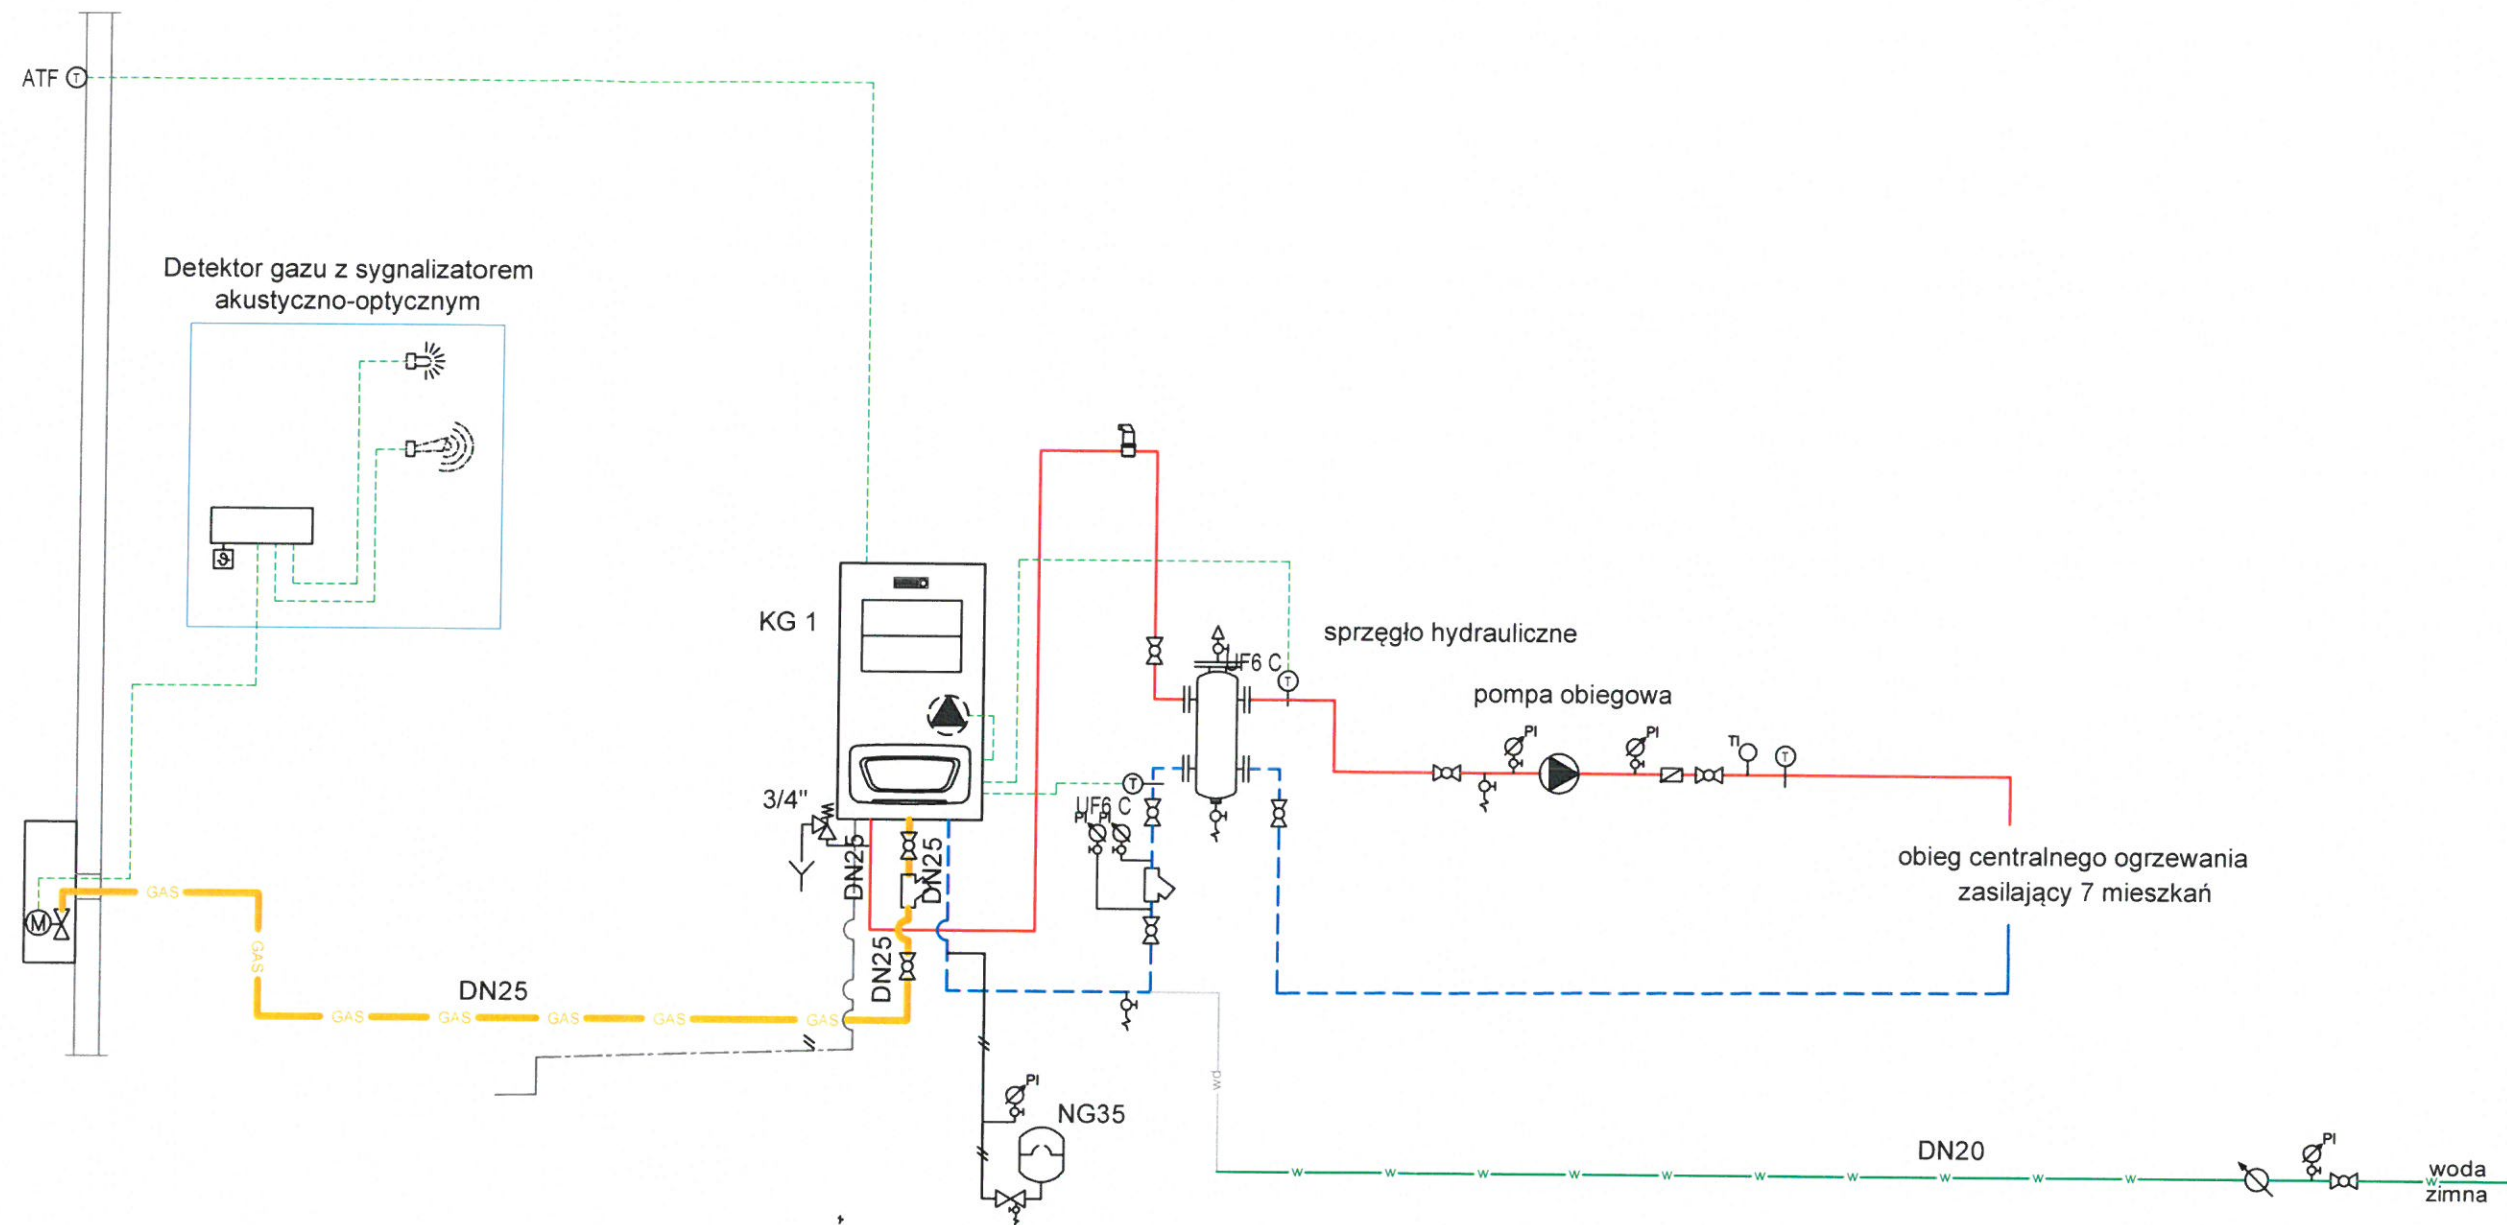 ATF T
Detektor gazu z sygnalizatorem
akustyczno-optycznym
KG 1
sprzęgło hydrauliczne
UF6 C
T
pompa obiegowa
PI
PI
TI
T
3/4"
T
UF6 C
PI
PI
DN25
DN25
obieg centralnego ogrzewania
zasilający 7 mieszkań
GAS
M
GAS
DN25
DN25
GAS
GAS
GAS
GAS
GAS
wd
PI
NG35
DN20
PI
W W W W W W W W W W W
woda
zimna